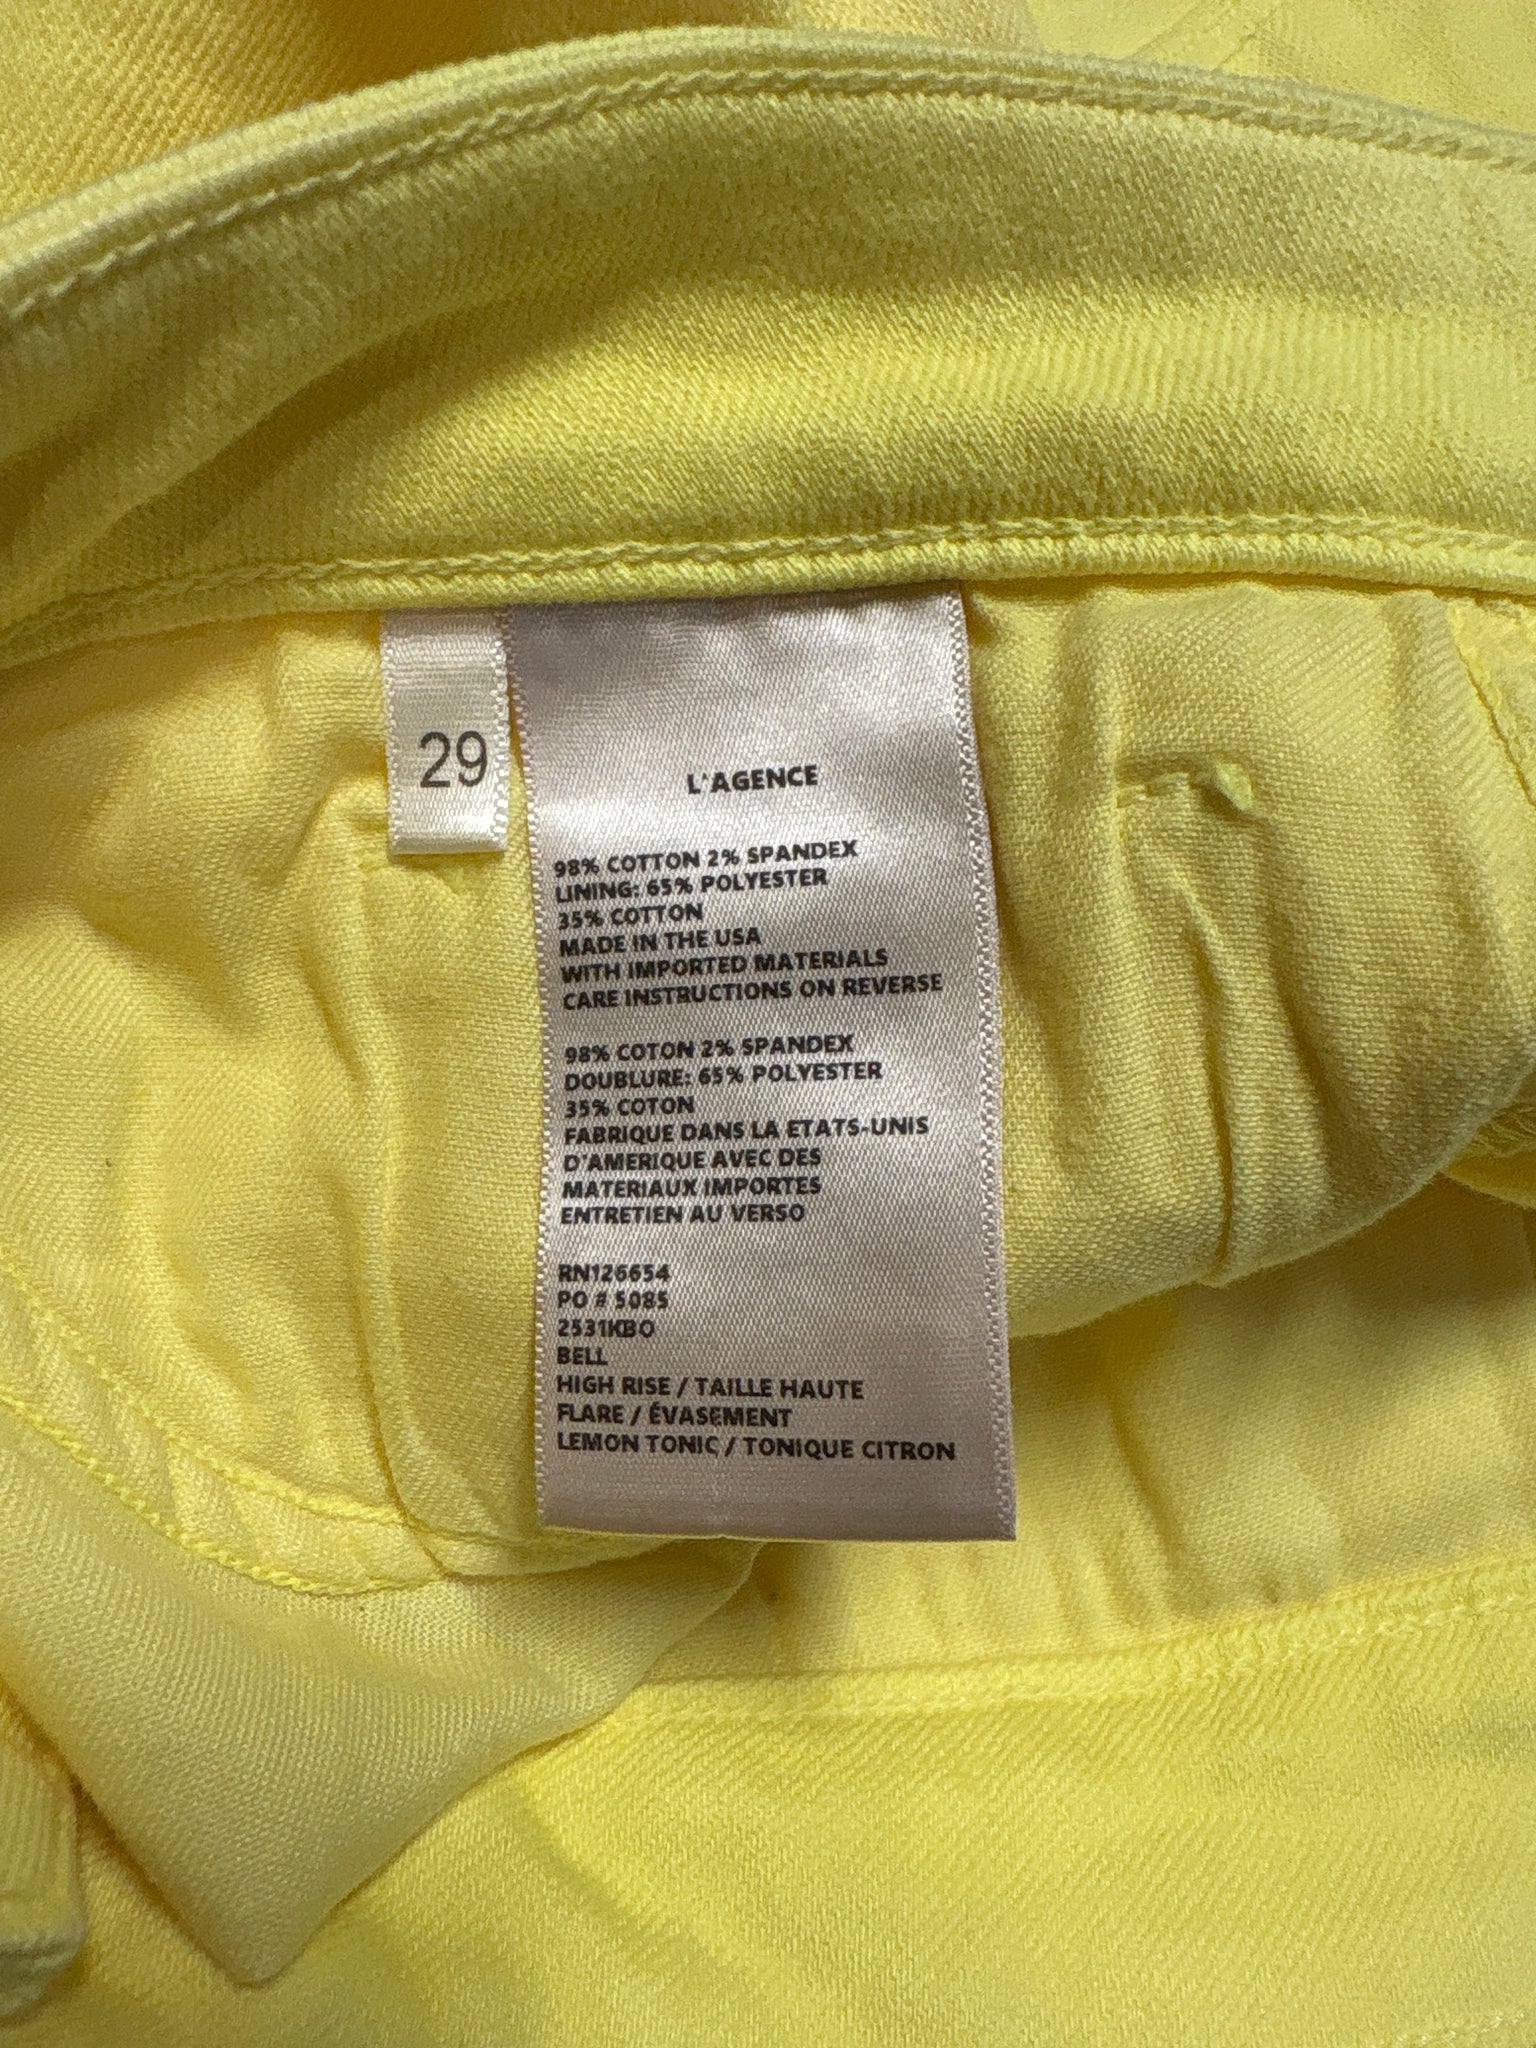 29
L'AGENCE
98% COTTON 2% SPANDEX
LINING: 65% POLYESTER
35% COTTON
MADE IN THE USA
WITH IMPORTED MATERIALS
CARE INSTRUCTIONS ON REVERSE
98% COTON 2% SPANDEX
DOUBLURE: 65% POLYESTER
35% COTON
FABRIQUE DANS LA ETATS-UNIS
D'AMERIQUE AVEC DES
MATERIAUX IMPORTES
ENTRETIEN AU VERSO
RN126654
PO # 5085
2531KBO
BELL
HIGH RISE / TAILLE HAUTE
FLARE / ÉVASEMENT
LEMON TONIC / TONIQUE CITRON